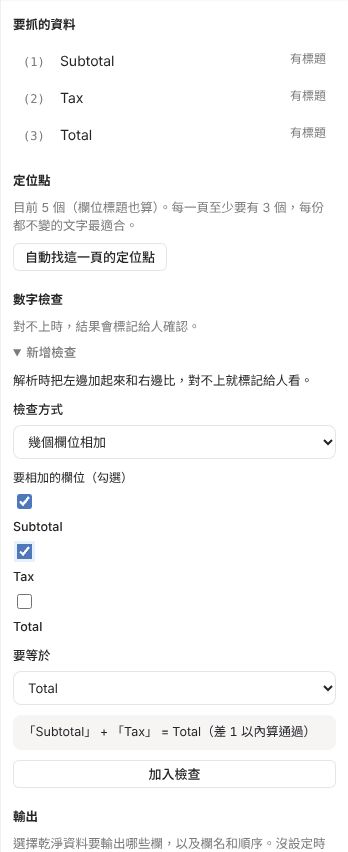 要抓的資料
(1) Subtotal 有標題
(2) Tax 有標題
(3) Total 有標題
定位點
目前 5 個（欄位標題也算）。每一頁至少要有 3 個，每份
都不變的文字最適合。
自動找這一頁的定位點
數字檢查
對不上時，結果會標記給人確認。
▼ 新增檢查
解析時把左邊加起來和右邊比，對不上就標記給人看。
檢查方式
幾個欄位相加
要相加的欄位（勾選）
Subtotal
Tax
Total
要等於
Total
「Subtotal」 + 「Tax」 = Total（差 1 以內算通過）
加入檢查
輸出
選擇乾淨資料要輸出哪些欄，以及欄名和順序。沒設定時